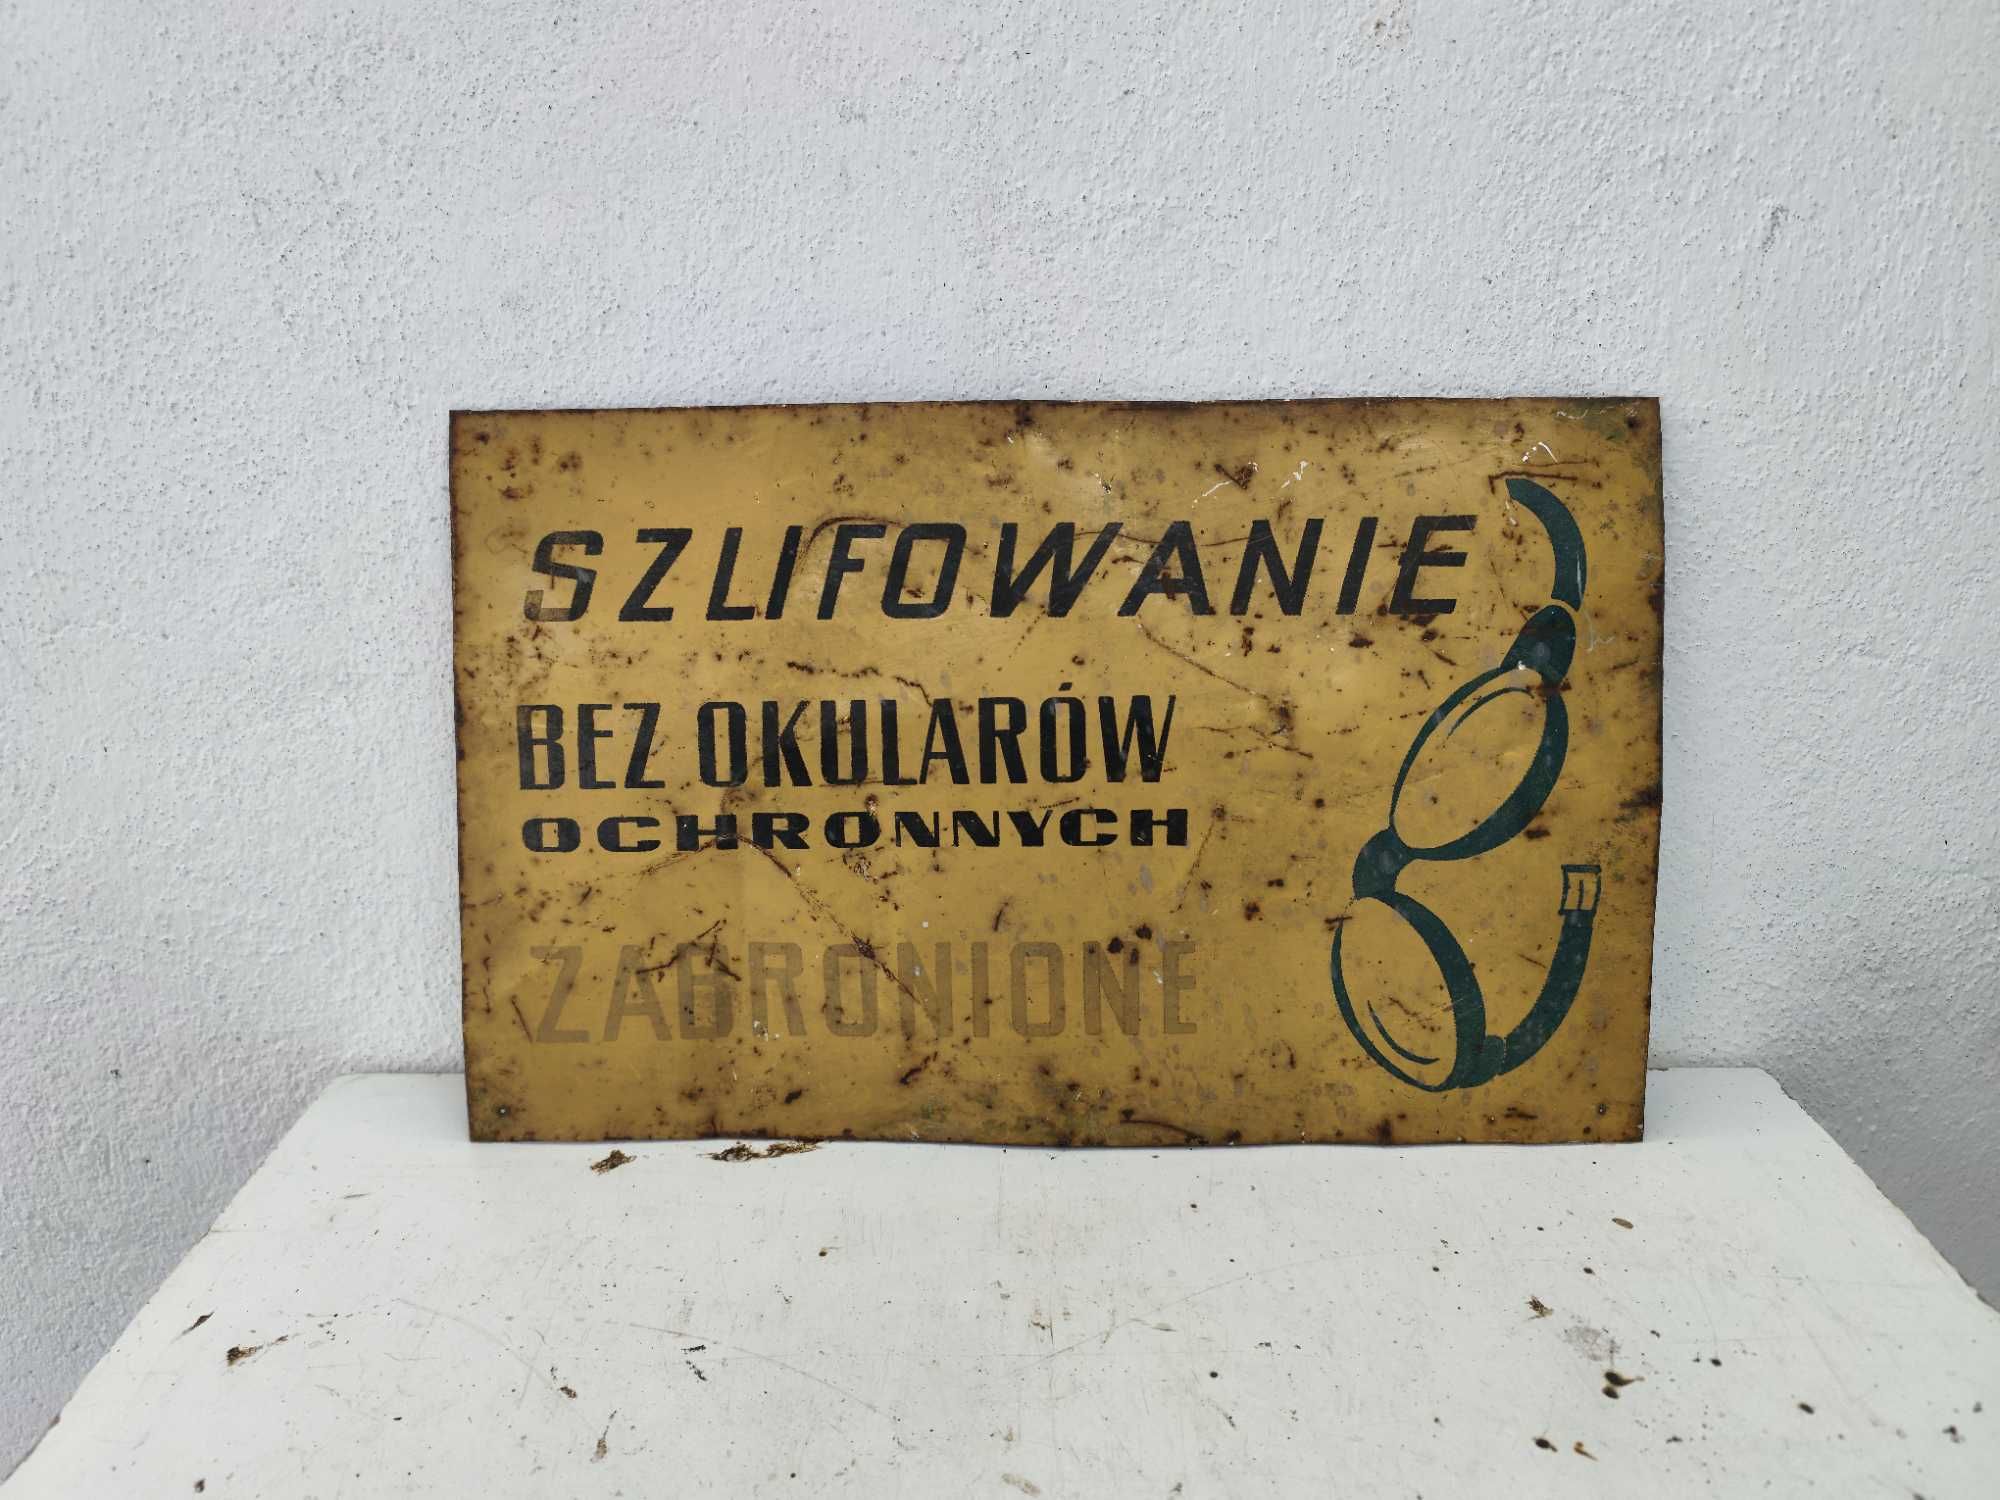 SZLIFOWANIE
BEZ OKULARÓW
OCHRONNYCH
ZABRONIONE